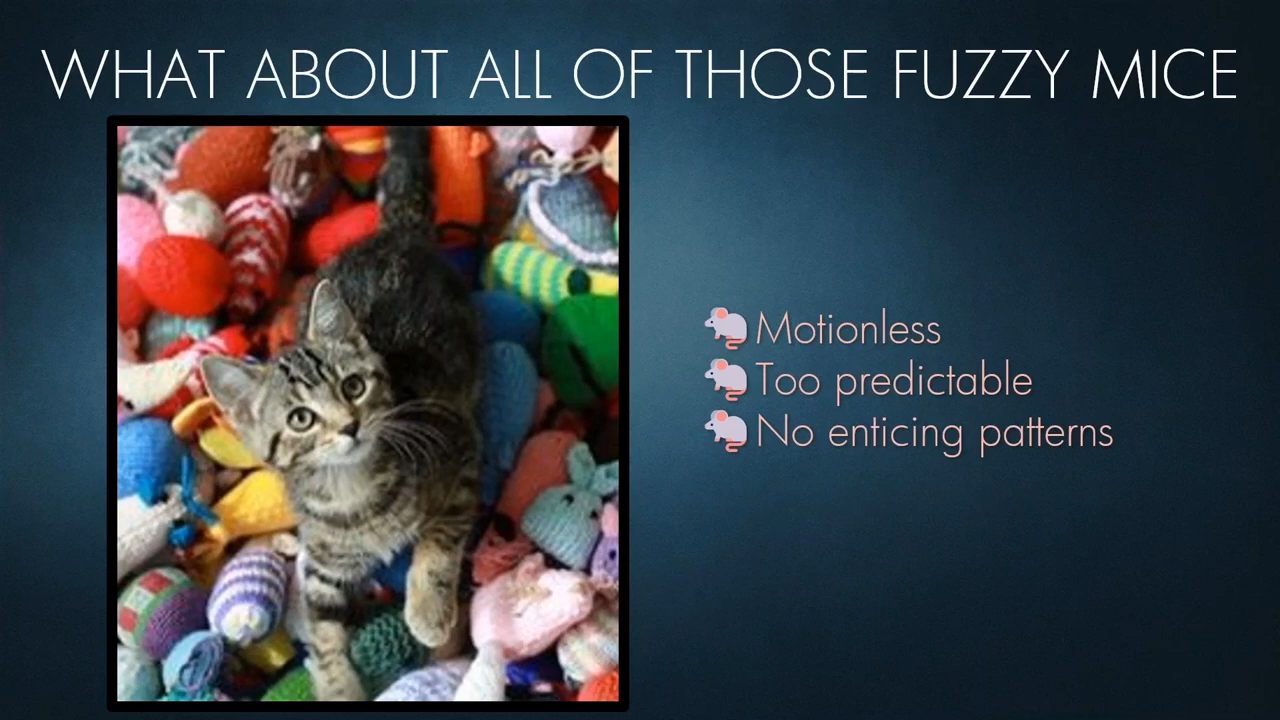 WHAT ABOUT ALL OF THOSE FUZZY MICE
Motionless
Too predictable
No enticing patterns